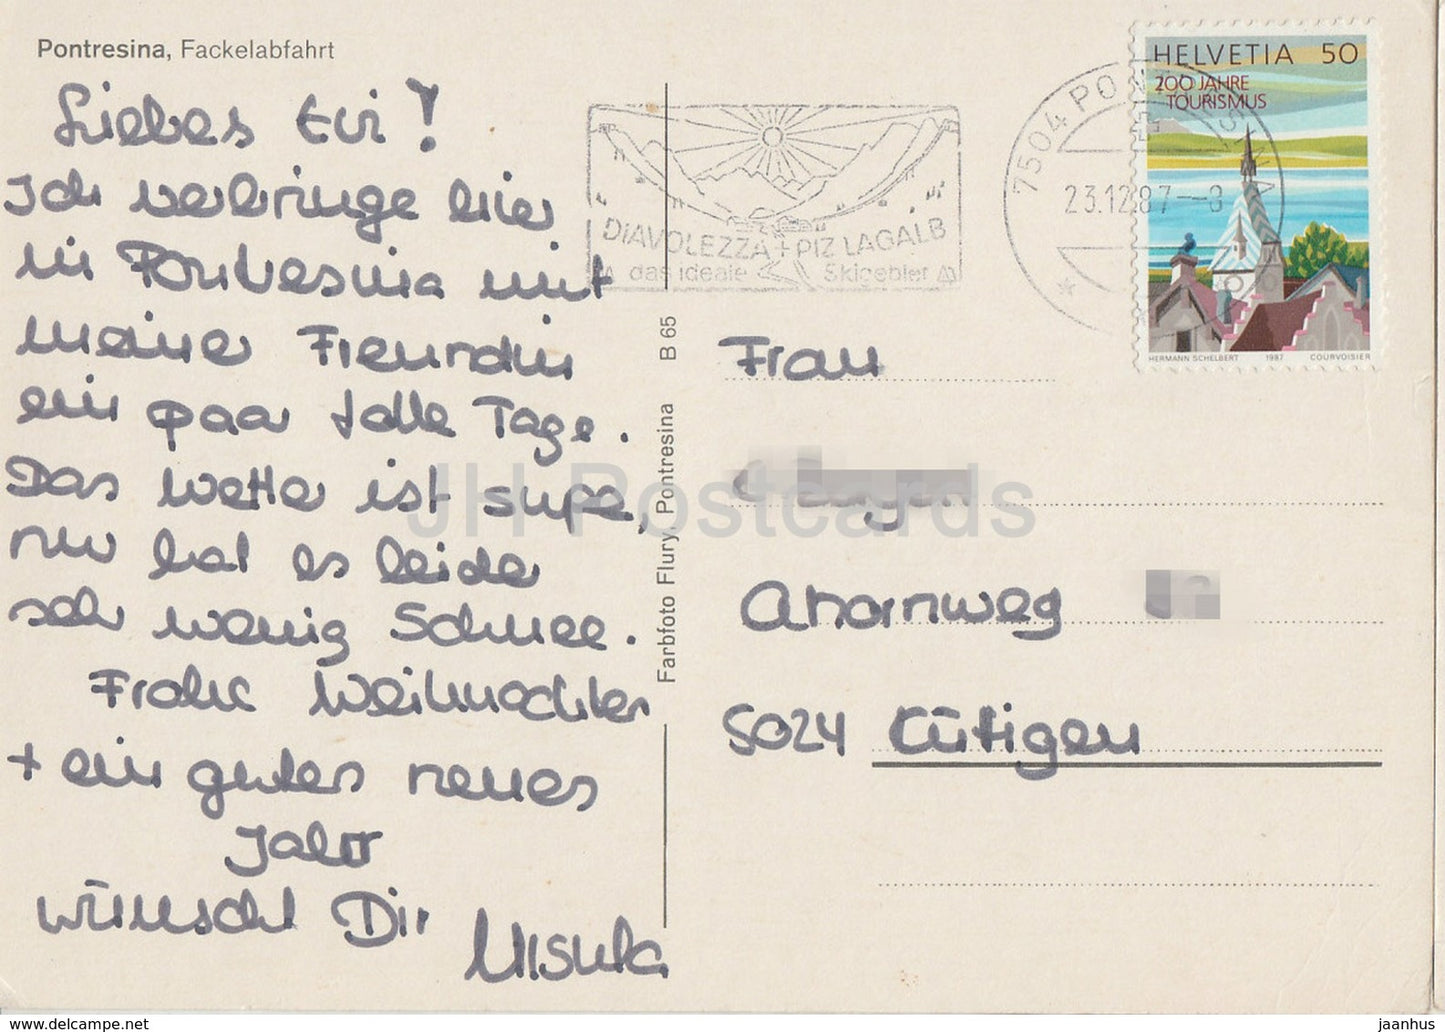 Pontresina, Fackelabfahrt
Liebes Evi!
Ich verbringe hier
in Pontresina mit
meiner Freundin
ein paar tolle Tage.
Das Wetter ist super,
nur hat es leider
sehr wenig Schnee.
Frohe Weihnachten
+ ein gutes neues
Jahr
wünscht Dir Ursula
Farbfoto Flury, Pontresina B 65
DIAVOLEZZA + PIZ LAGALB
das ideale Skigebiet
7504 PONTRESINA
23.12.87--8
HELVETIA 50
200 JAHRE
TOURISMUS
HERMANN SCHELBERT 1987 COURVOISIER
Frau
Ahornweg
5024 Küttigen
JH Postcards
www.delcampe.net
jaanhus